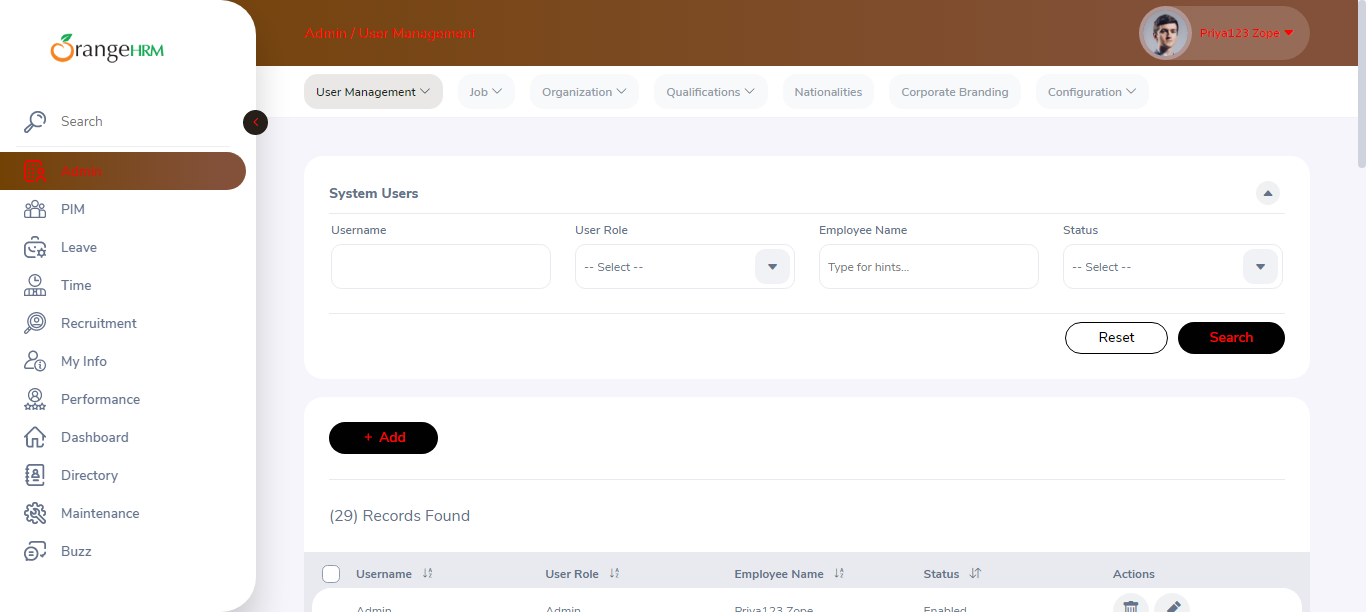 OrangeHRM
Search
Admin
PIM
Leave
Time
Recruitment
My Info
Performance
Dashboard
Directory
Maintenance
Buzz
Admin / User Management
Priya123 Zope
User Management
Job
Organization
Qualifications
Nationalities
Corporate Branding
Configuration
System Users
Username
User Role
Employee Name
Status
-- Select --
Type for hints...
-- Select --
Reset
Search
+ Add
(29) Records Found
Username
User Role
Employee Name
Status
Actions
Admin
Admin
Priya123 Zope
Enabled